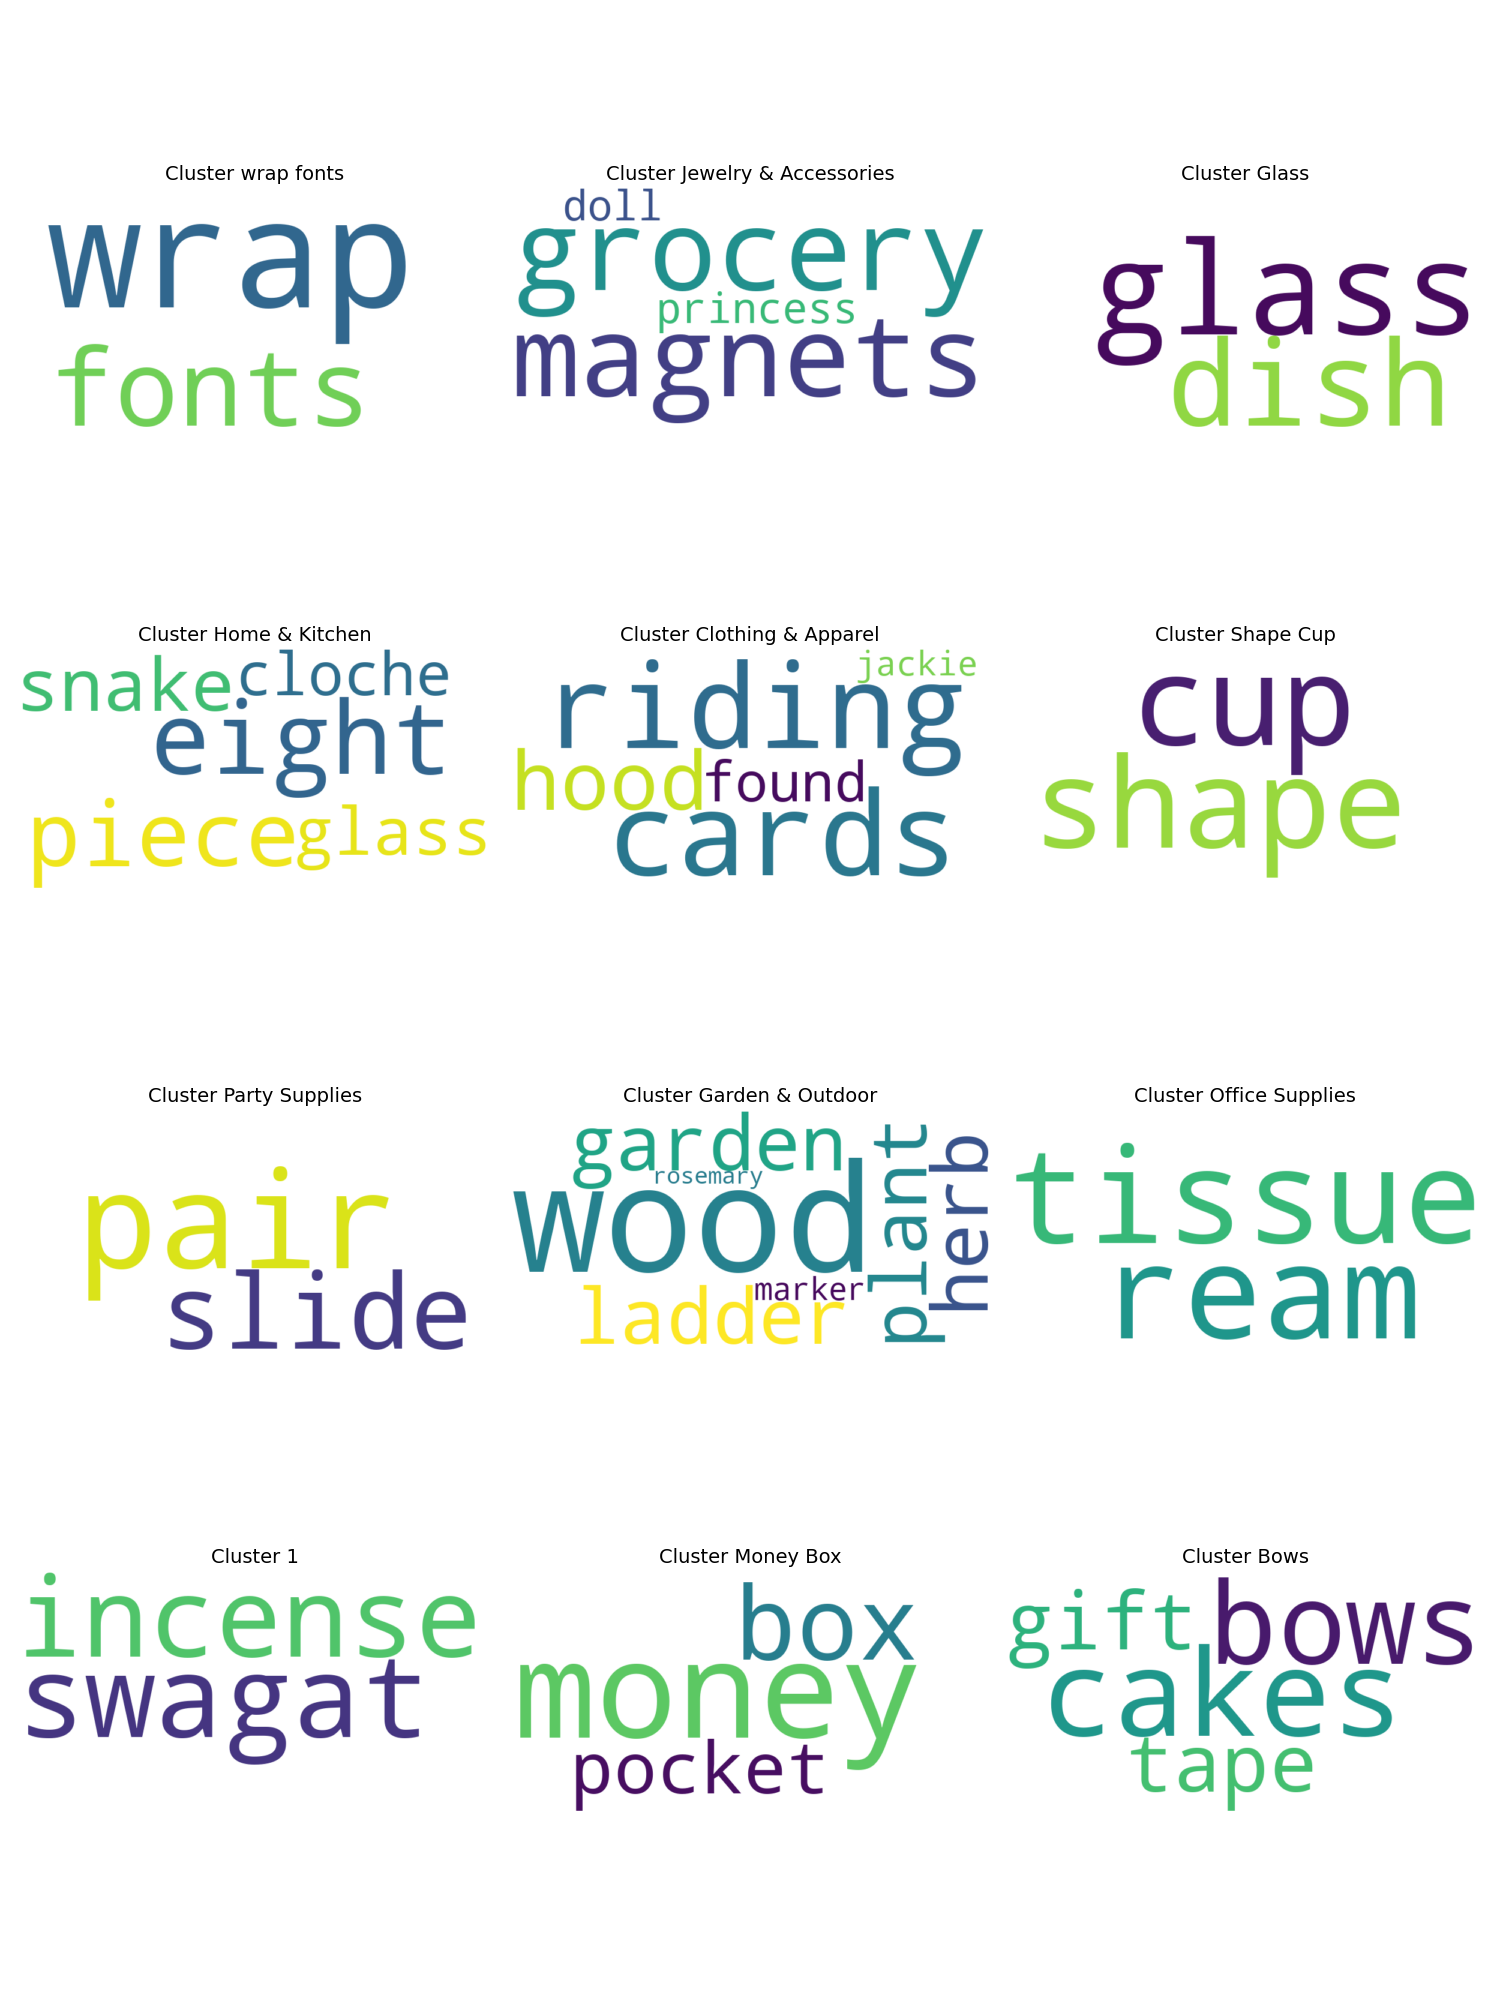 Cluster wrap fonts
wrap
fonts
Cluster Jewelry & Accessories
doll
grocery
princess
magnets
Cluster Glass
glass
dish
Cluster Home & Kitchen
snake cloche
eight
piece glass
Cluster Clothing & Apparel
jackie
riding
hood found
cards
Cluster Shape Cup
cup
shape
Cluster Party Supplies
pair
slide
Cluster Garden & Outdoor
garden
rosemary
wood
marker
ladder
plant
herb
Cluster Office Supplies
tissue
ream
Cluster 1
incense
swagat
Cluster Money Box
box
money
pocket
Cluster Bows
gift bows
cakes
tape